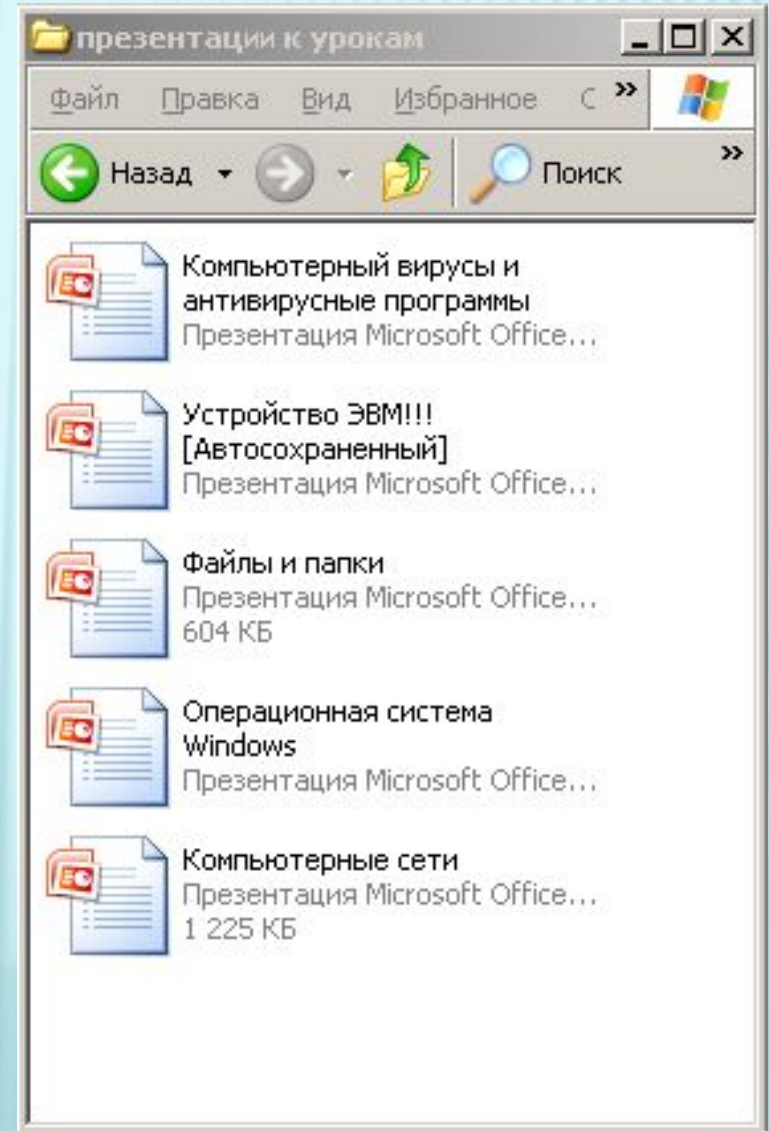 презентации к урокам
Файл Правка Вид Избранное С »
Назад Поиск »
Компьютерный вирусы и
антивирусные программы
Презентация Microsoft Office...
Устройство ЭВМ!!!
[Автосохраненный]
Презентация Microsoft Office...
Файлы и папки
Презентация Microsoft Office...
604 КБ
Операционная система
Windows
Презентация Microsoft Office...
Компьютерные сети
Презентация Microsoft Office...
1 225 КБ